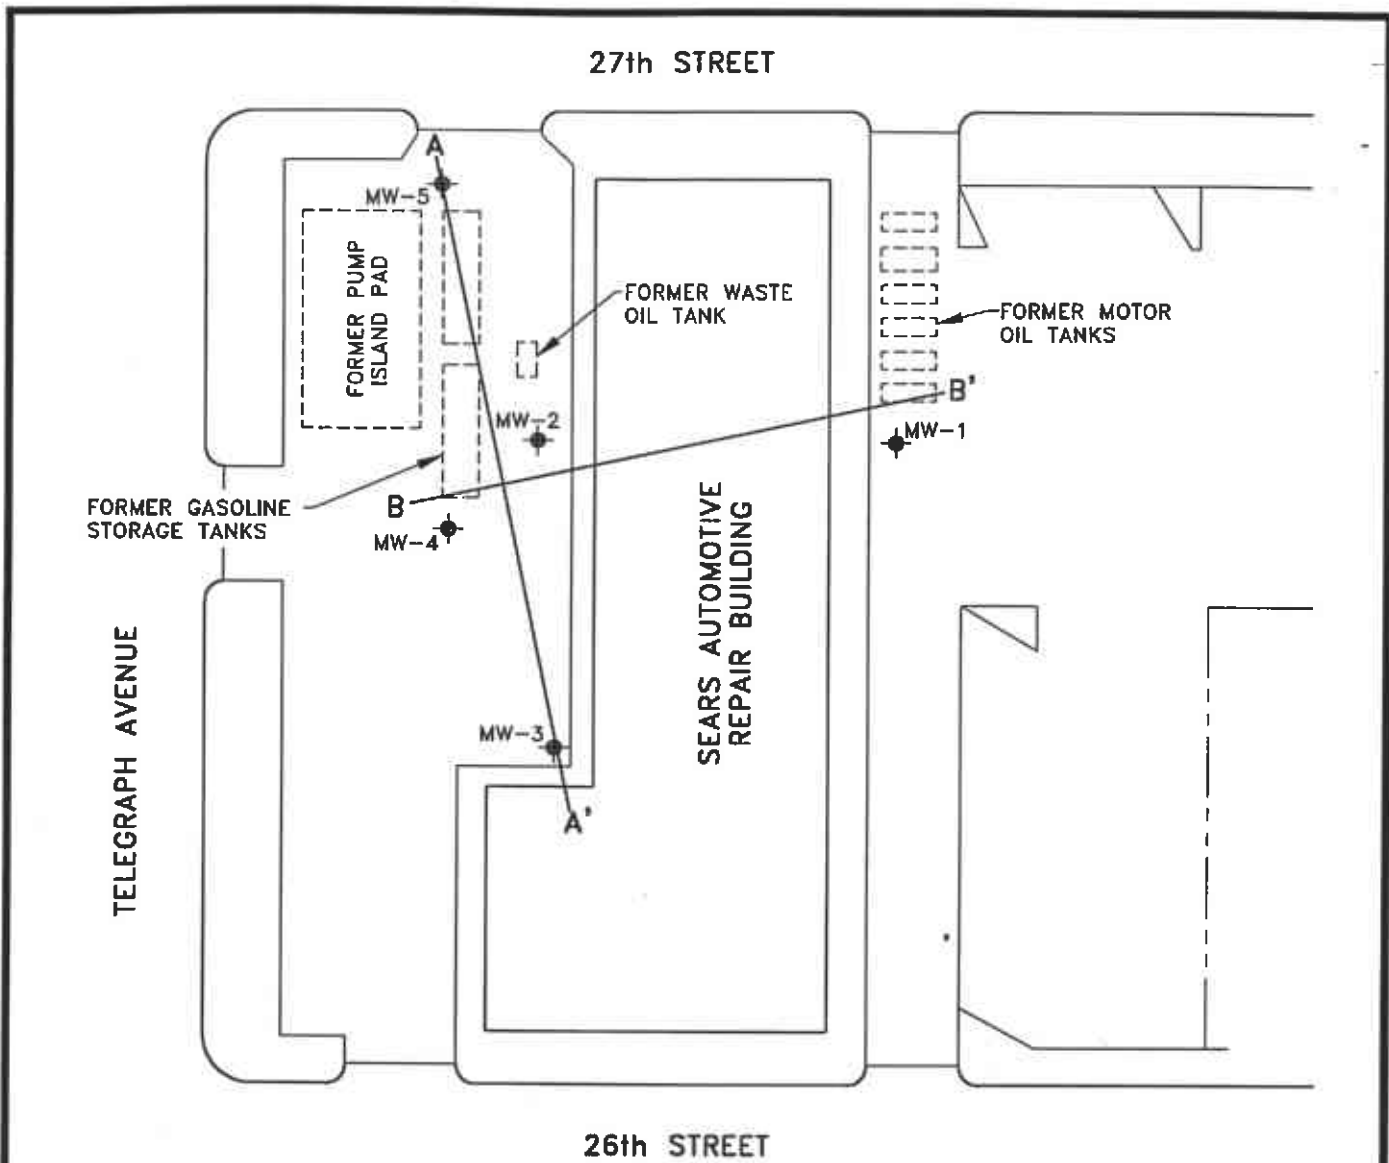 27th STREET
A
MW-5
FORMER PUMP
ISLAND PAD
FORMER WASTE
OIL TANK
FORMER MOTOR
OIL TANKS
B'
MW-2
MW-1
FORMER GASOLINE
STORAGE TANKS
B
MW-4
SEARS AUTOMOTIVE
REPAIR BUILDING
TELEGRAPH AVENUE
MW-3
A'
26th STREET